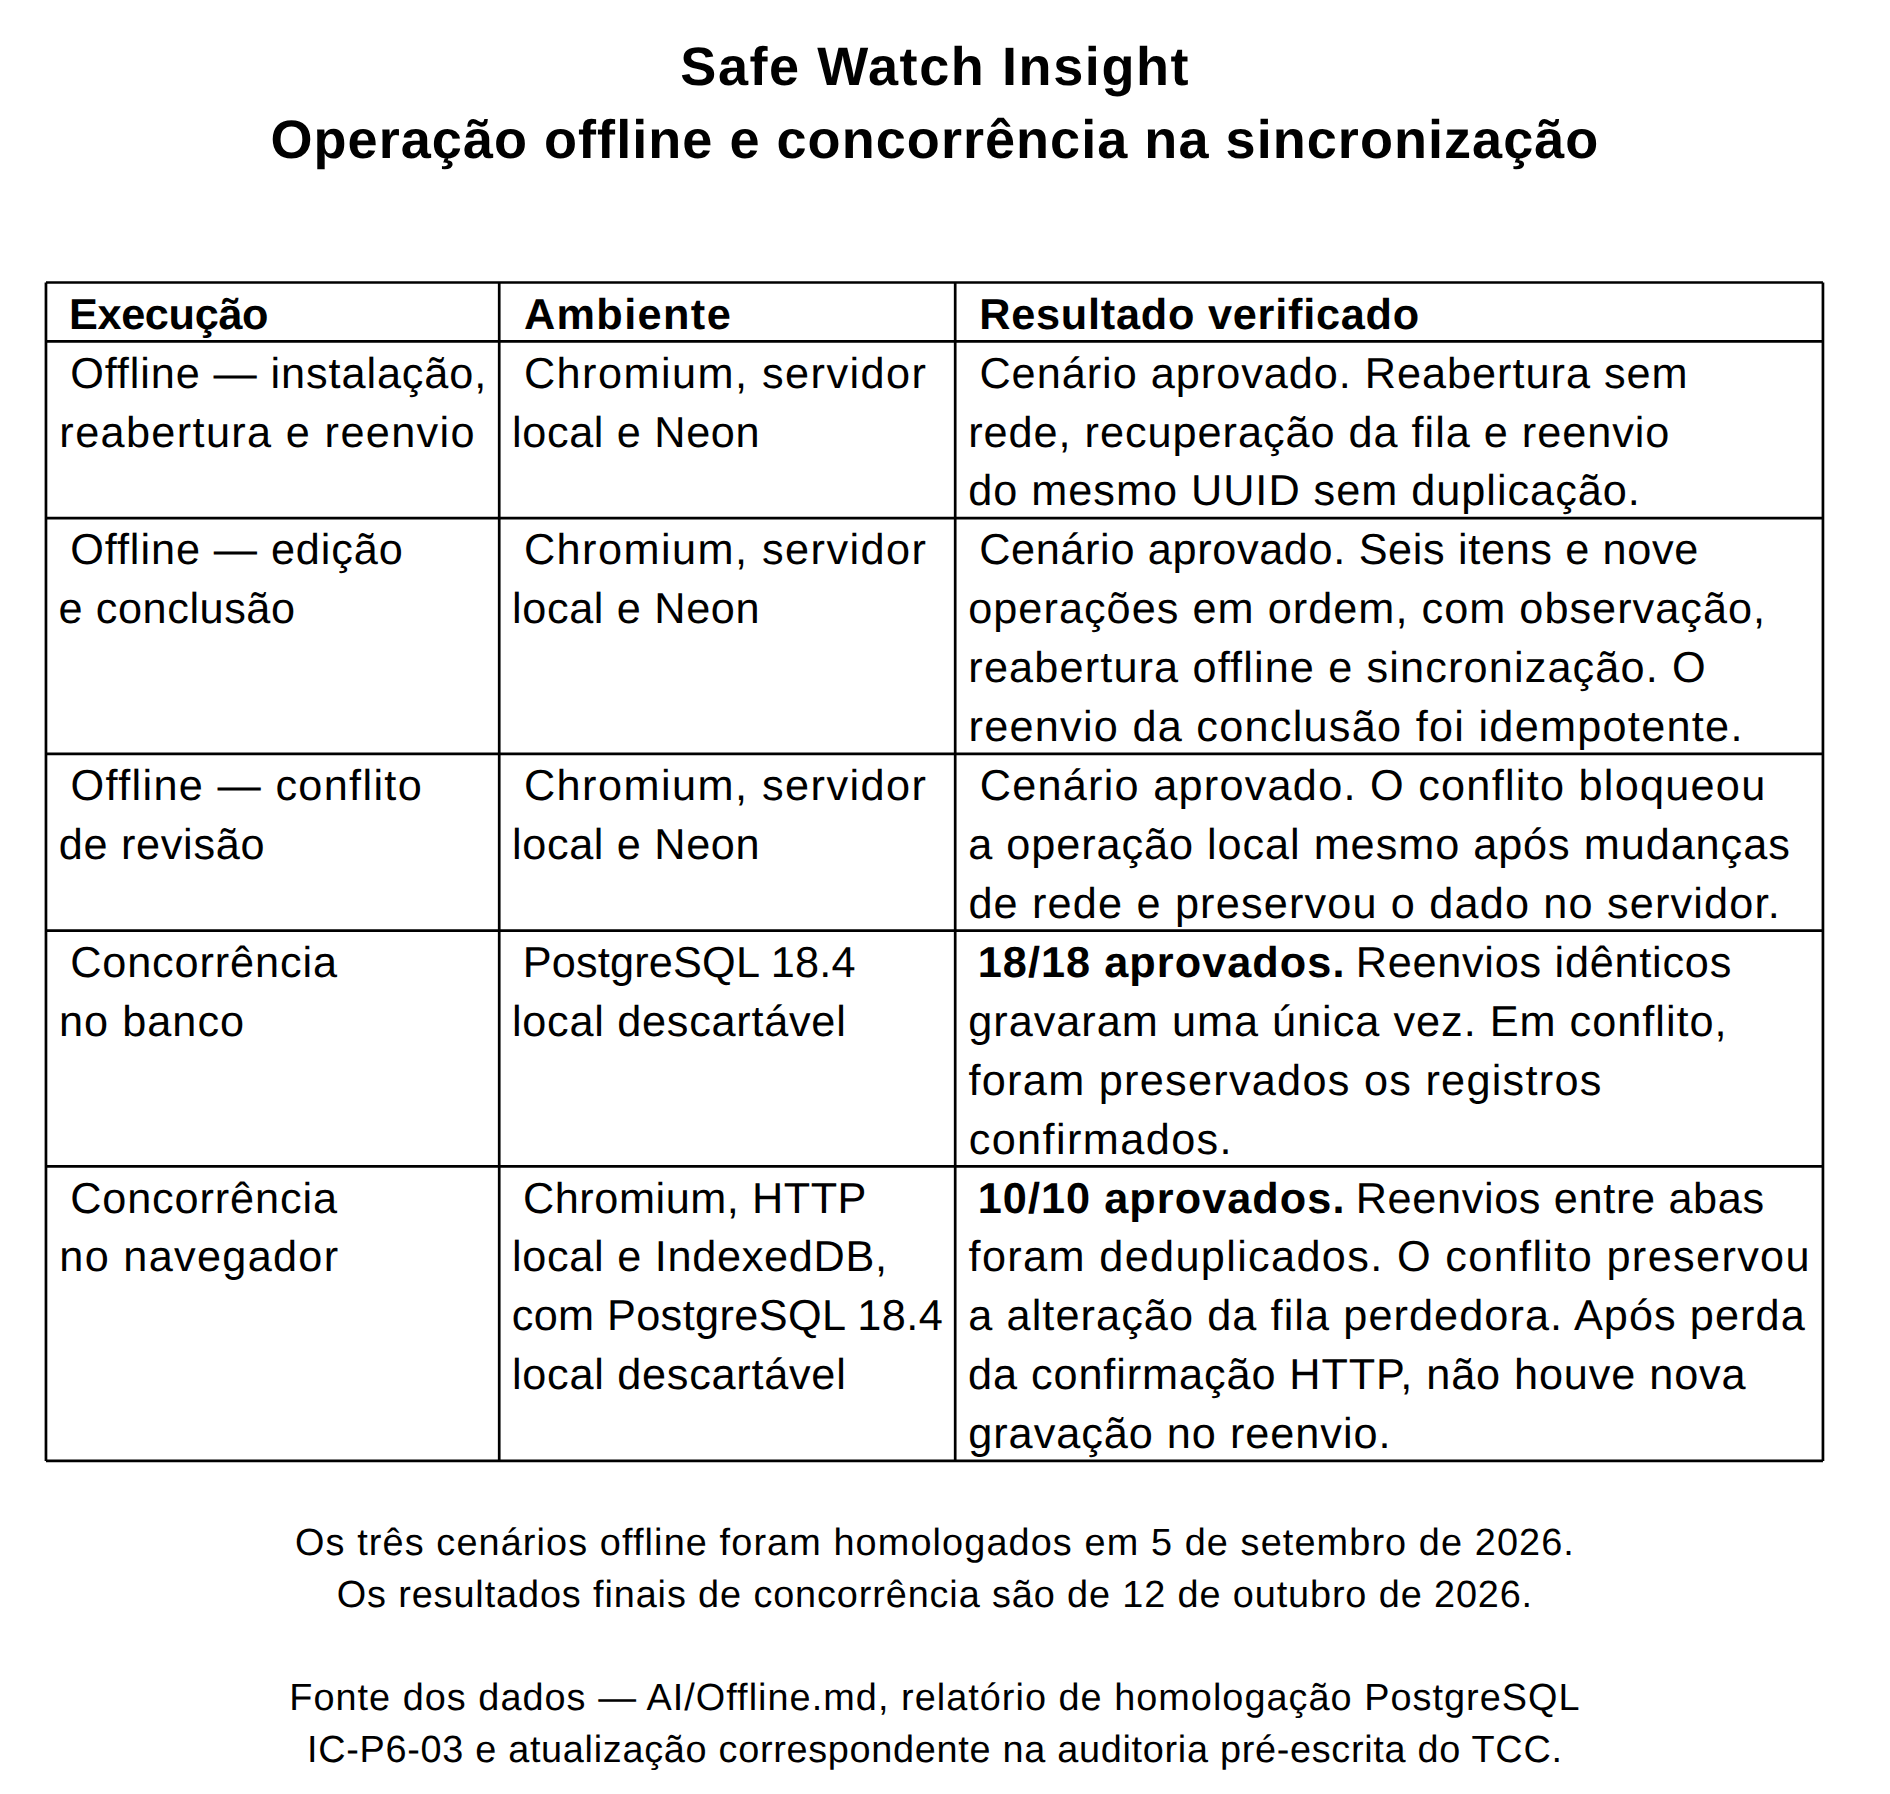 Safe Watch Insight
Operação offline e concorrência na sincronização
Execução
Ambiente
Resultado verificado
Offline — instalação,
reabertura e reenvio
Chromium, servidor
local e Neon
Cenário aprovado. Reabertura sem
rede, recuperação da fila e reenvio
do mesmo UUID sem duplicação.
Offline — edição
e conclusão
Chromium, servidor
local e Neon
Cenário aprovado. Seis itens e nove
operações em ordem, com observação,
reabertura offline e sincronização. O
reenvio da conclusão foi idempotente.
Offline — conflito
de revisão
Chromium, servidor
local e Neon
Cenário aprovado. O conflito bloqueou
a operação local mesmo após mudanças
de rede e preservou o dado no servidor.
Concorrência
no banco
PostgreSQL 18.4
local descartável
18/18 aprovados. Reenvios idênticos
gravaram uma única vez. Em conflito,
foram preservados os registros
confirmados.
Concorrência
no navegador
Chromium, HTTP
local e IndexedDB,
com PostgreSQL 18.4
local descartável
10/10 aprovados. Reenvios entre abas
foram deduplicados. O conflito preservou
a alteração da fila perdedora. Após perda
da confirmação HTTP, não houve nova
gravação no reenvio.
Os três cenários offline foram homologados em 5 de setembro de 2026.
Os resultados finais de concorrência são de 12 de outubro de 2026.
Fonte dos dados — AI/Offline.md, relatório de homologação PostgreSQL
IC-P6-03 e atualização correspondente na auditoria pré-escrita do TCC.